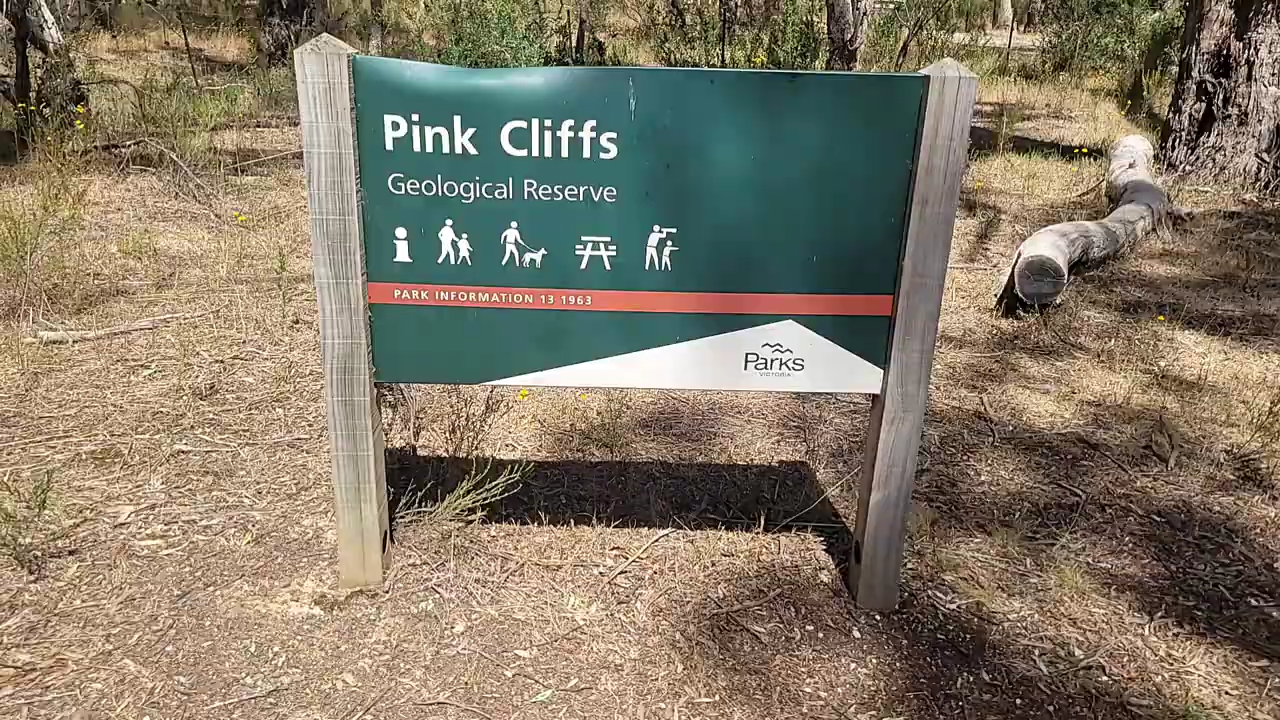 Pink Cliffs
Geological Reserve
PARK INFORMATION 13 1963
Parks
VICTORIA